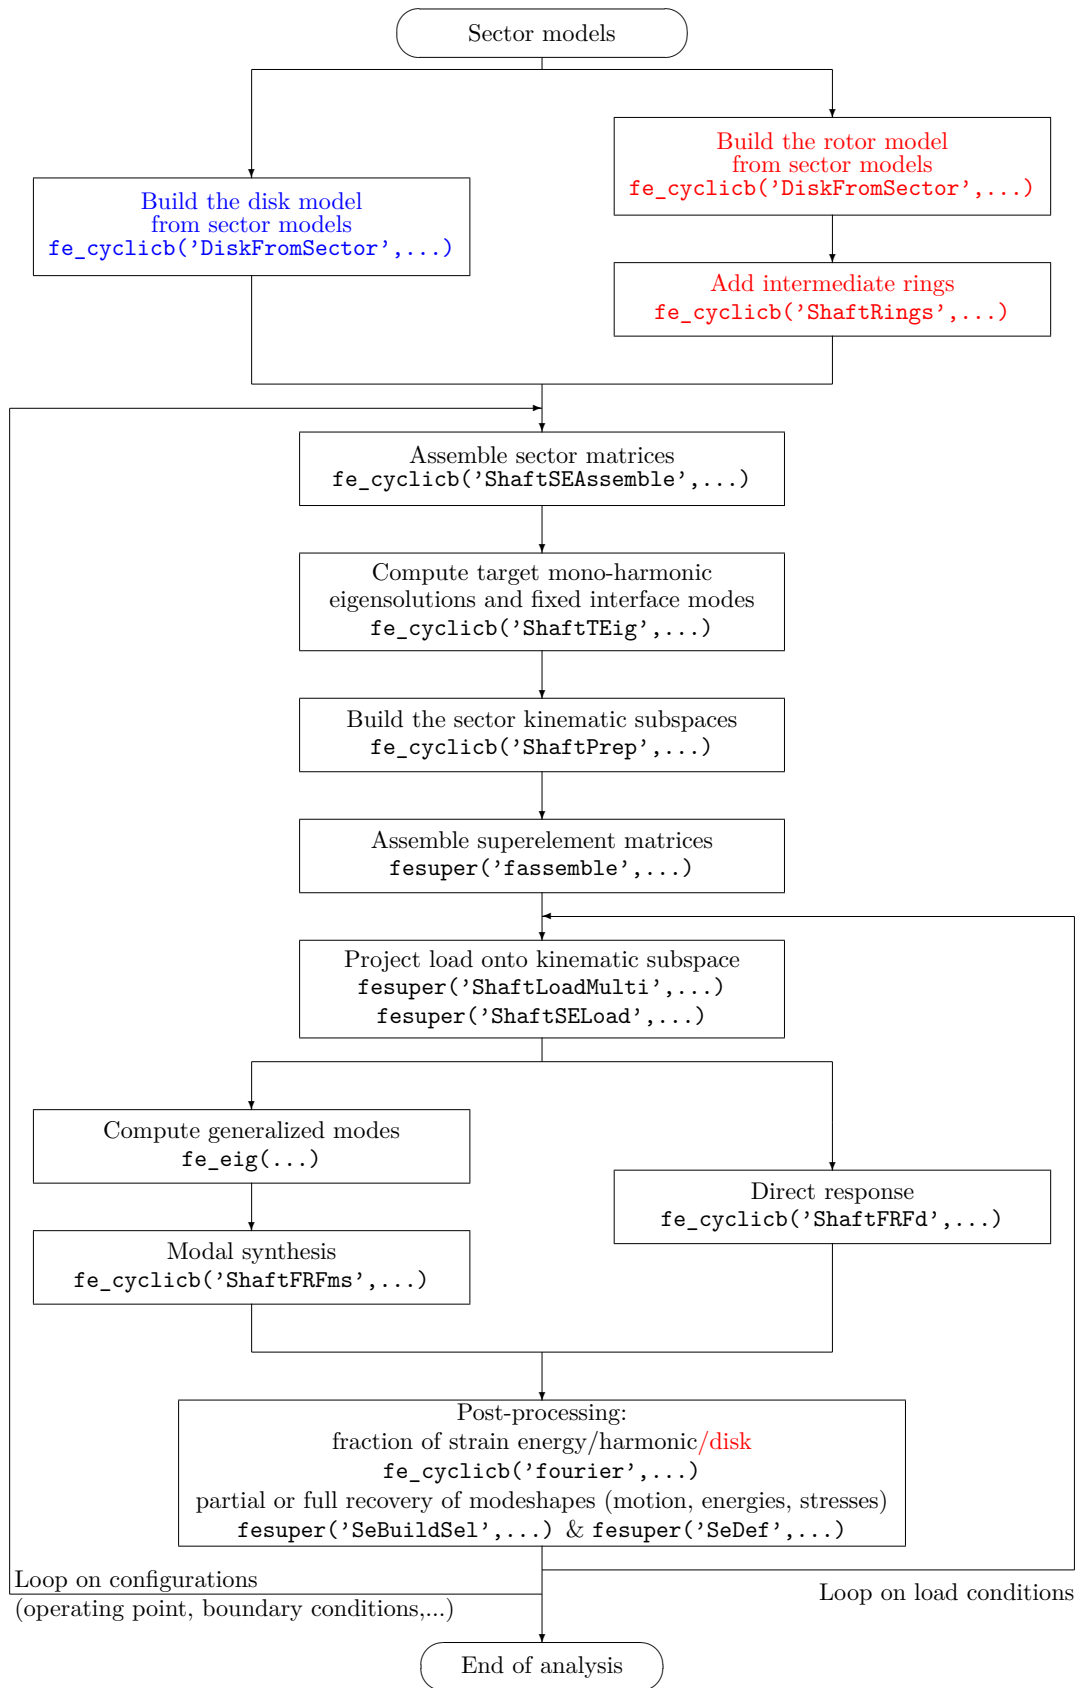 Sector models
Build the rotor model
from sector models
fe_cyclicb('DiskFromSector',...)
Build the disk model
from sector models
fe_cyclicb('DiskFromSector',...)
Add intermediate rings
fe_cyclicb('ShaftRings',...)
Assemble sector matrices
fe_cyclicb('ShaftSEAssemble',...)
Compute target mono-harmonic
eigensolutions and fixed interface modes
fe_cyclicb('ShaftTEig',...)
Build the sector kinematic subspaces
fe_cyclicb('ShaftPrep',...)
Assemble superelement matrices
fesuper('fassemble',...)
Project load onto kinematic subspace
fesuper('ShaftLoadMulti',...)
fesuper('ShaftSELoad',...)
Compute generalized modes
fe_eig(...)
Direct response
fe_cyclicb('ShaftFRFd',...)
Modal synthesis
fe_cyclicb('ShaftFRFms',...)
Post-processing:
fraction of strain energy/harmonic/disk
fe_cyclicb('fourier',...)
partial or full recovery of modeshapes (motion, energies, stresses)
fesuper('SeBuildSel',...) & fesuper('SeDef',...)
Loop on configurations
(operating point, boundary conditions,...)
Loop on load conditions
End of analysis